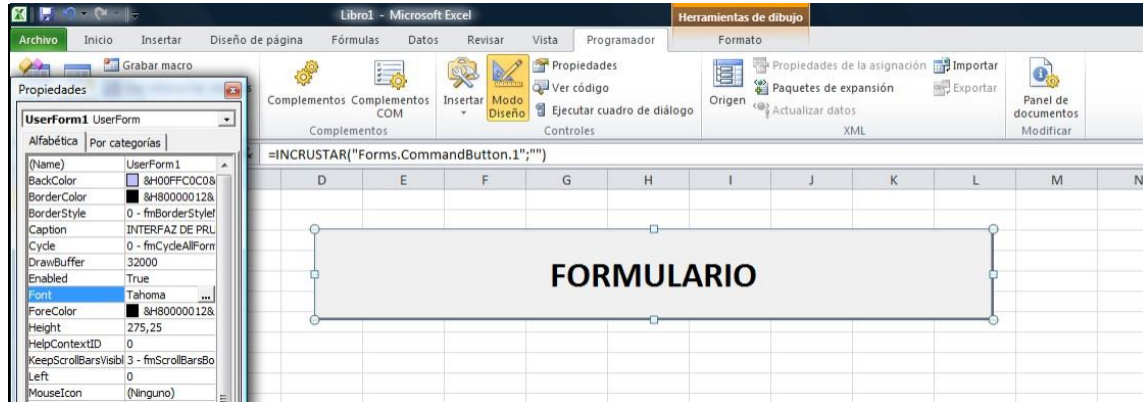 Libro1 - Microsoft Excel
Herramientas de dibujo
Archivo Inicio Insertar Diseño de página Fórmulas Datos Revisar Vista Programador Formato
Grabar macro
Propiedades
UserForm1 UserForm
Alfabética Por categorías
(Name) UserForm1
BackColor &H00FFC0C0&
BorderColor &H80000012&
BorderStyle 0 - fmBorderStyleN
Caption INTERFAZ DE PRU
Cycle 0 - fmCycleAllForm
DrawBuffer 32000
Enabled True
Font Tahoma ...
ForeColor &H80000012&
Height 275,25
HelpContextID 0
KeepScrollBarsVisibl 3 - fmScrollBarsBo
Left 0
MouseIcon (Ninguno)
Complementos Complementos COM
Complementos
Insertar Modo Diseño
Propiedades
Ver código
Ejecutar cuadro de diálogo
Controles
Origen
Propiedades de la asignación
Paquetes de expansión
Actualizar datos
Importar
Exportar
XML
Panel de documentos
Modificar
=INCRUSTAR("Forms.CommandButton.1";"")
D E F G H I J K L M N
FORMULARIO